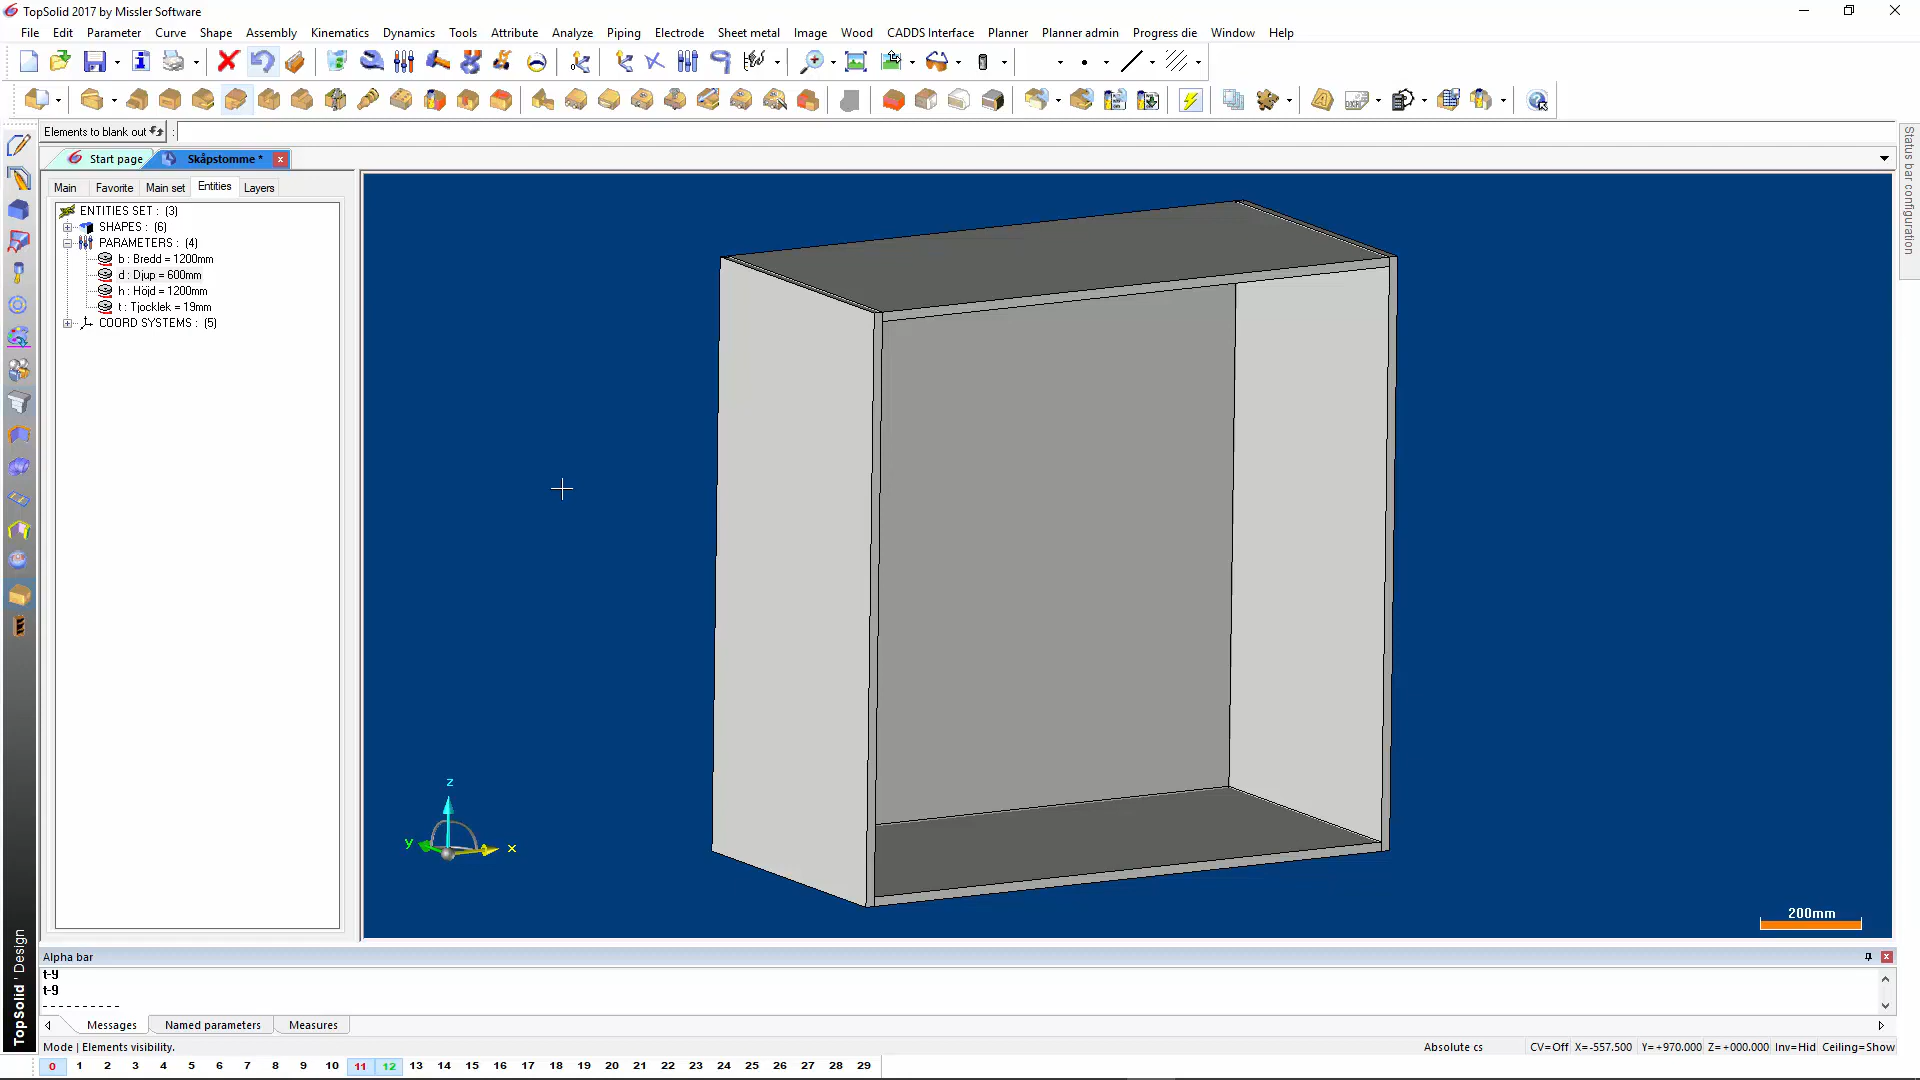 TopSolid 2017 by Missler Software
File Edit Parameter Curve Shape Assembly Kinematics Dynamics Tools Attribute Analyze Piping Electrode Sheet metal Image Wood CADDS Interface Planner Planner admin Progress die Window Help
Elements to blank out :
Start page Skåpstomme *
Main Favorite Main set Entities Layers
ENTITIES SET : (3)
SHAPES : (6)
PARAMETERS : (4)
b : Bredd = 1200mm
d : Djup = 600mm
h : Höjd = 1200mm
t : Tjocklek = 19mm
COORD SYSTEMS : (5)
Status bar configuration
z
y
x
200mm
TopSolid ' Design
Alpha bar
t-9
t-9
- - - - - - - - - -
Messages Named parameters Measures
Mode | Elements visibility.
Absolute cs CV=Off X=-557.500 Y=+970.000 Z=+000.000 Inv=Hid Ceiling=Show
0 1 2 3 4 5 6 7 8 9 10 11 12 13 14 15 16 17 18 19 20 21 22 23 24 25 26 27 28 29